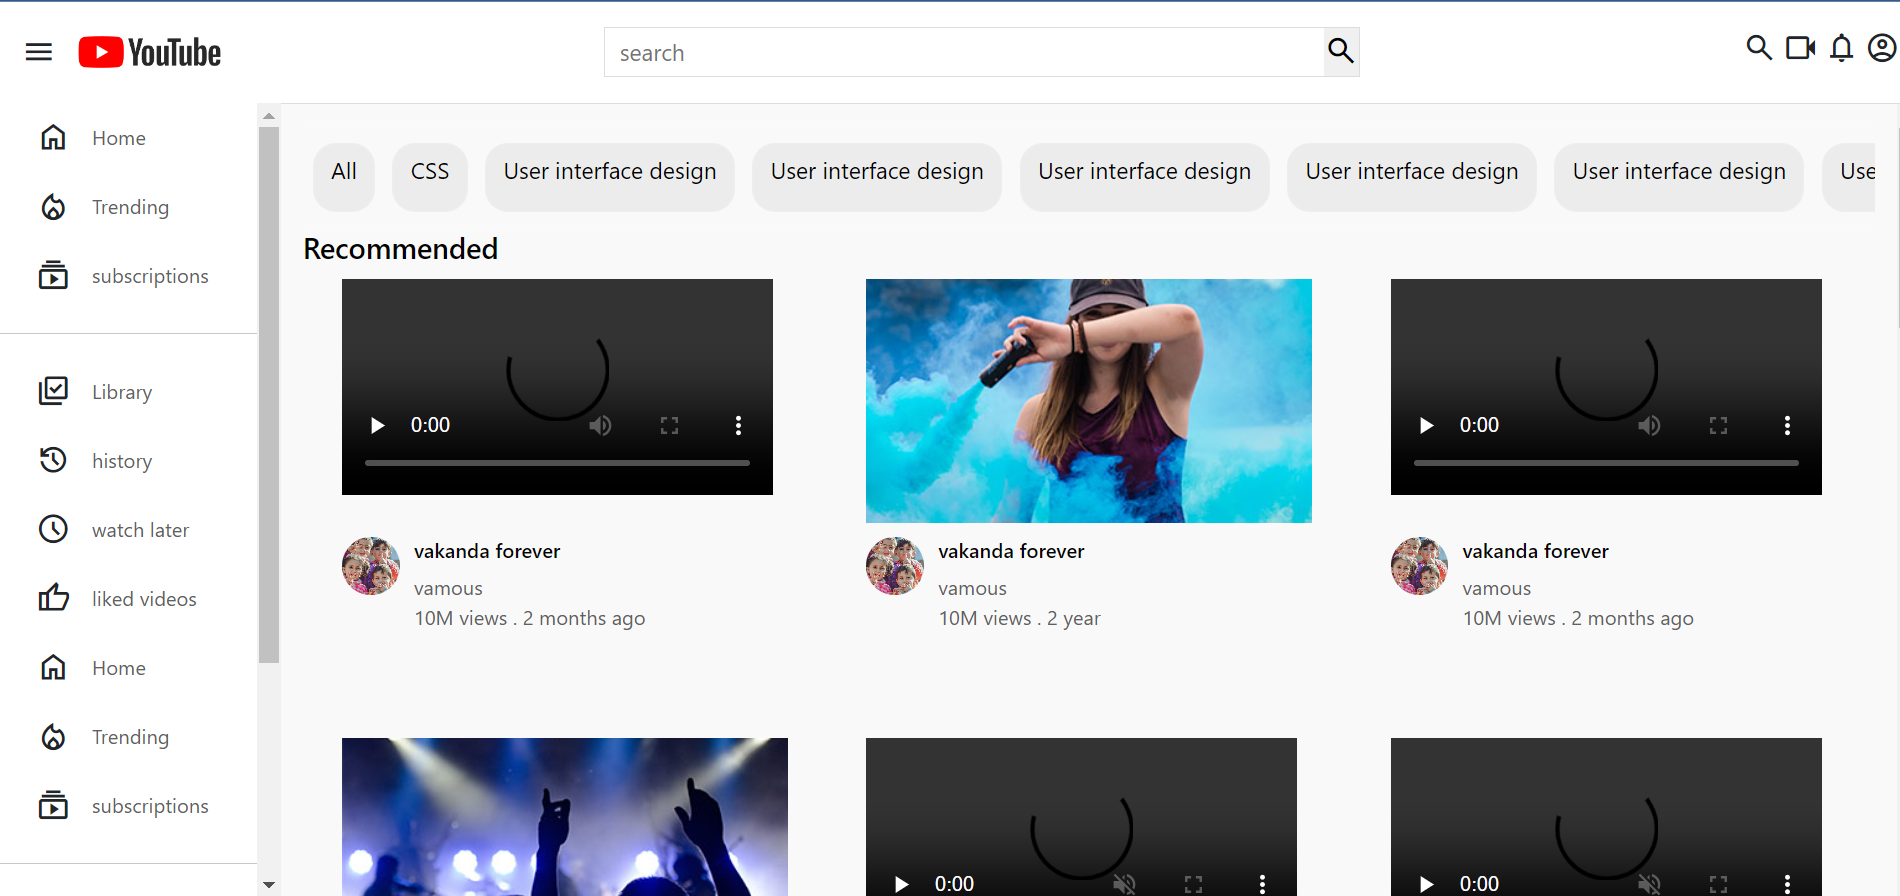 YouTube
search
Home
Trending
subscriptions
Library
history
watch later
liked videos
Home
Trending
subscriptions
All CSS User interface design User interface design User interface design User interface design User interface design Use
Recommended
0:00
0:00
vakanda forever
vamous
10M views . 2 months ago
vakanda forever
vamous
10M views . 2 year
vakanda forever
vamous
10M views . 2 months ago
0:00
0:00